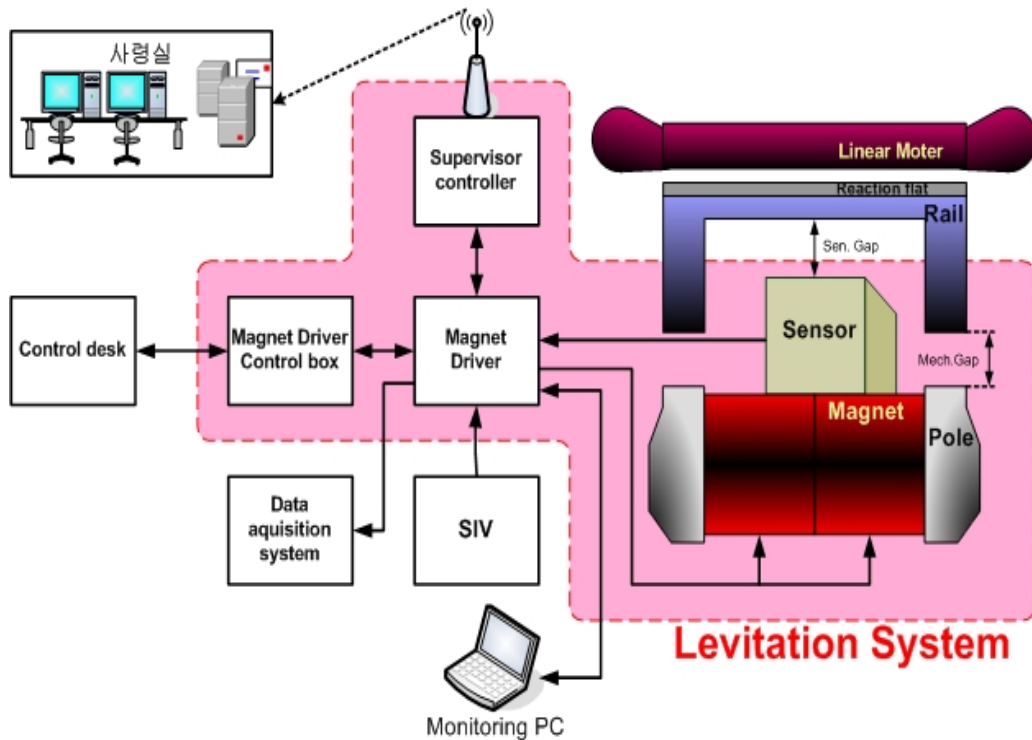 사령실
Supervisor
controller
Linear Moter
Reaction flat
Rail
Sen. Gap
Sensor
Mech.Gap
Control desk
Magnet Driver
Control box
Magnet
Driver
Magnet
Pole
Data
aquisition
system
SIV
Levitation System
Monitoring PC